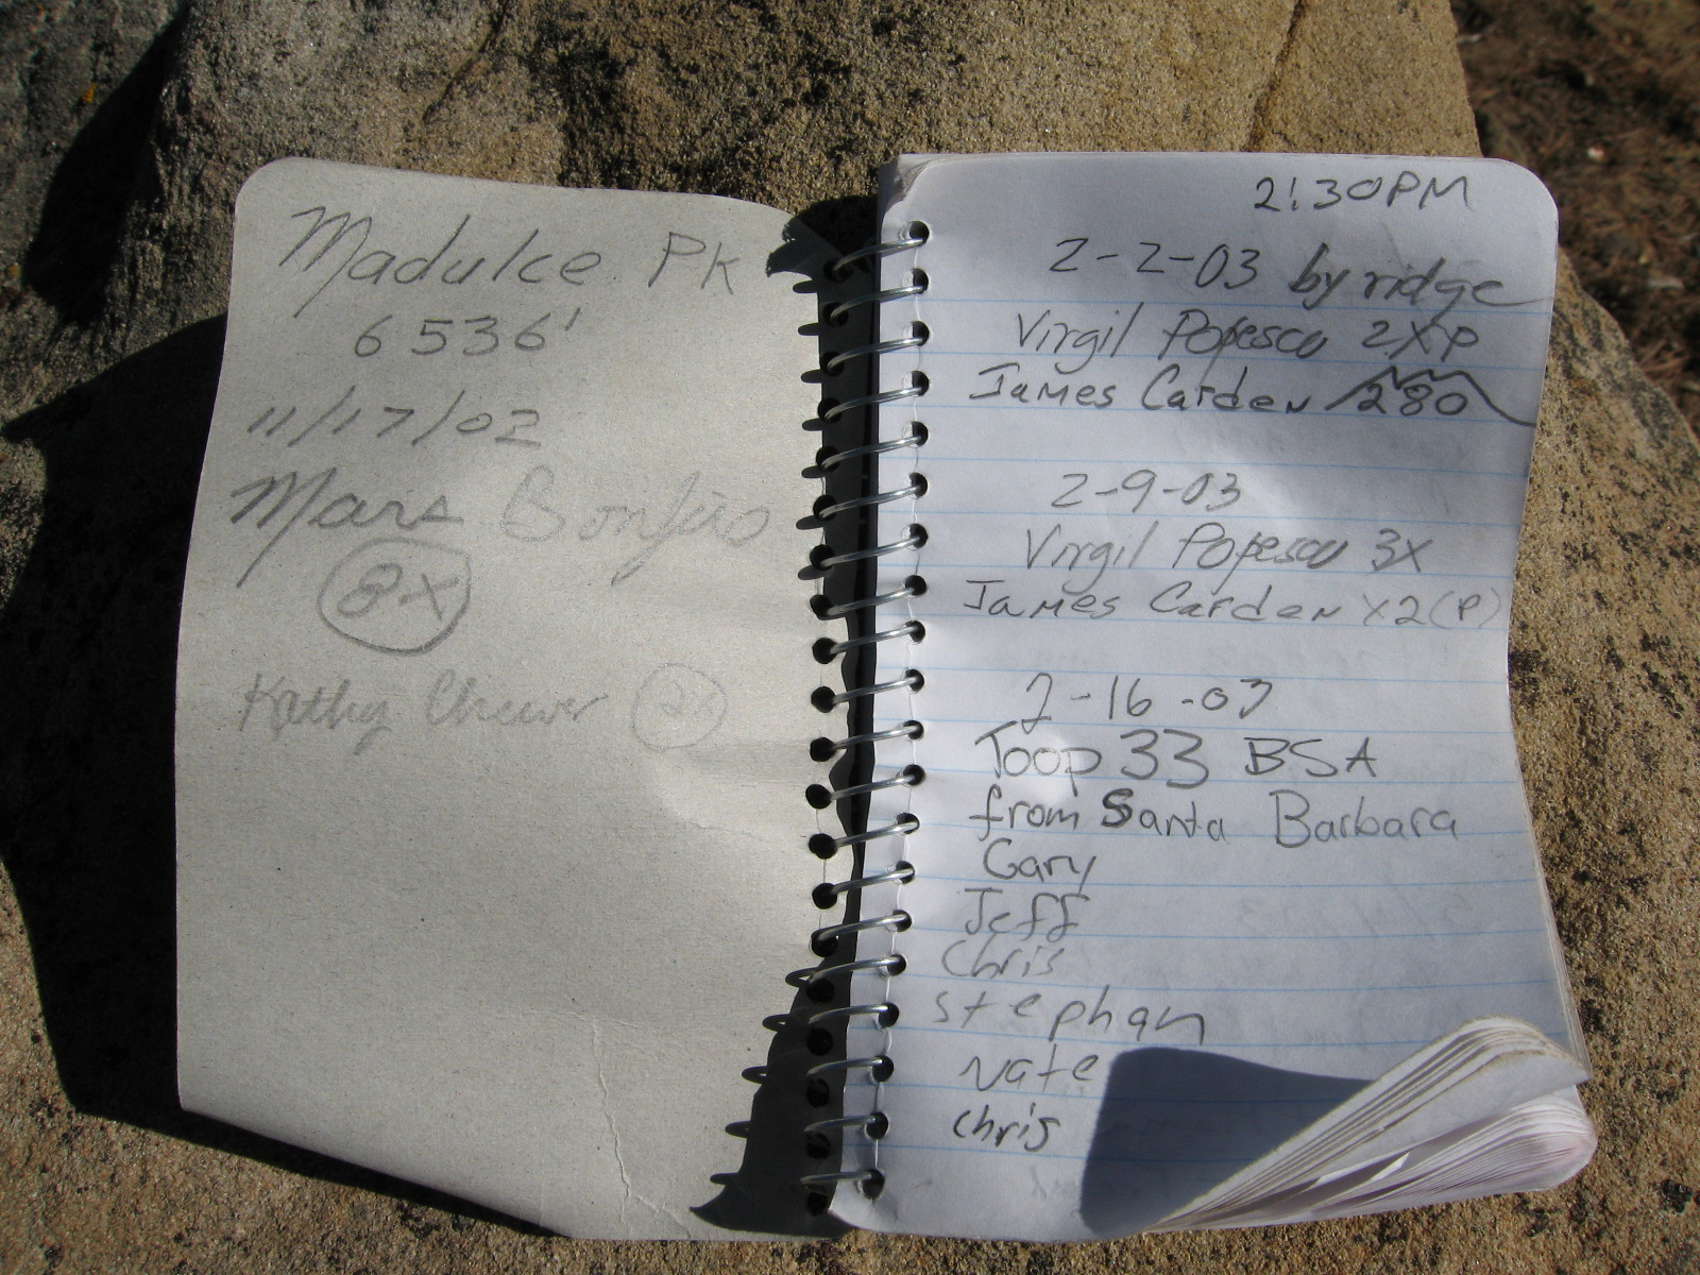 Madulce Pk
6536'
11/17/02
Mars Bonfire
8x
Kathy Cheever
2:30PM
2-2-03 by ridge
Virgil Popescu 2XP
James Carden 280
2-9-03
Virgil Popescu 3X
James Carden X2(P)
2-16-03
Toop 33 BSA
from Santa Barbara
Gary
Jeff
Chris
stephan
Nate
Chris